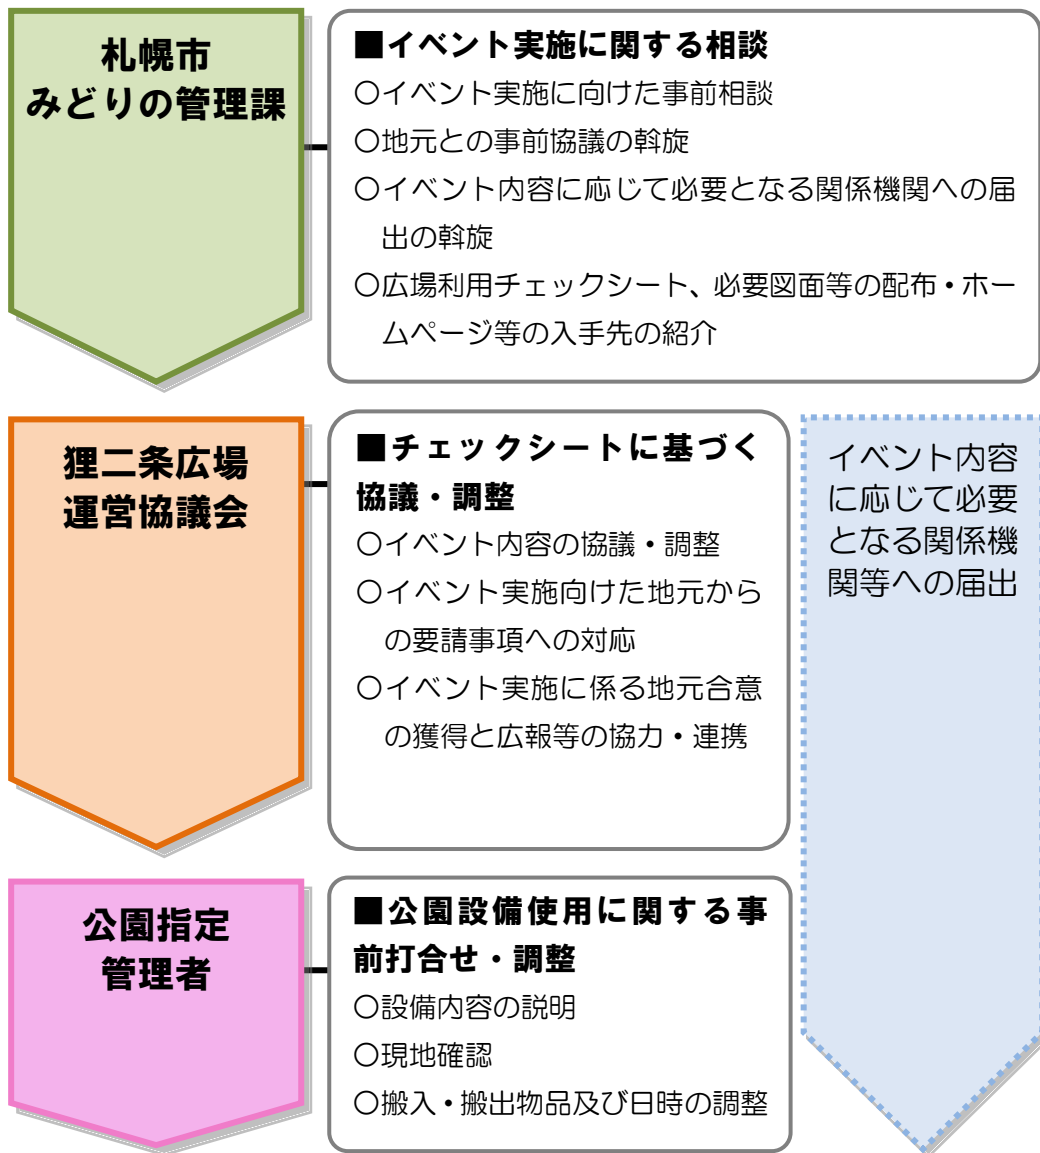 札幌市
みどりの管理課
■イベント実施に関する相談
〇イベント実施に向けた事前相談
〇地元との事前協議の斡旋
〇イベント内容に応じて必要となる関係機関への届
出の斡旋
〇広場利用チェックシート、必要図面等の配布・ホー
ムページ等の入手先の紹介
狸二条広場
運営協議会
■チェックシートに基づく
協議・調整
〇イベント内容の協議・調整
〇イベント実施向けた地元から
の要請事項への対応
〇イベント実施に係る地元合意
の獲得と広報等の協力・連携
イベント内容
に応じて必要
となる関係機
関等への届出
公園指定
管理者
■公園設備使用に関する事
前打合せ・調整
〇設備内容の説明
〇現地確認
〇搬入・搬出物品及び日時の調整